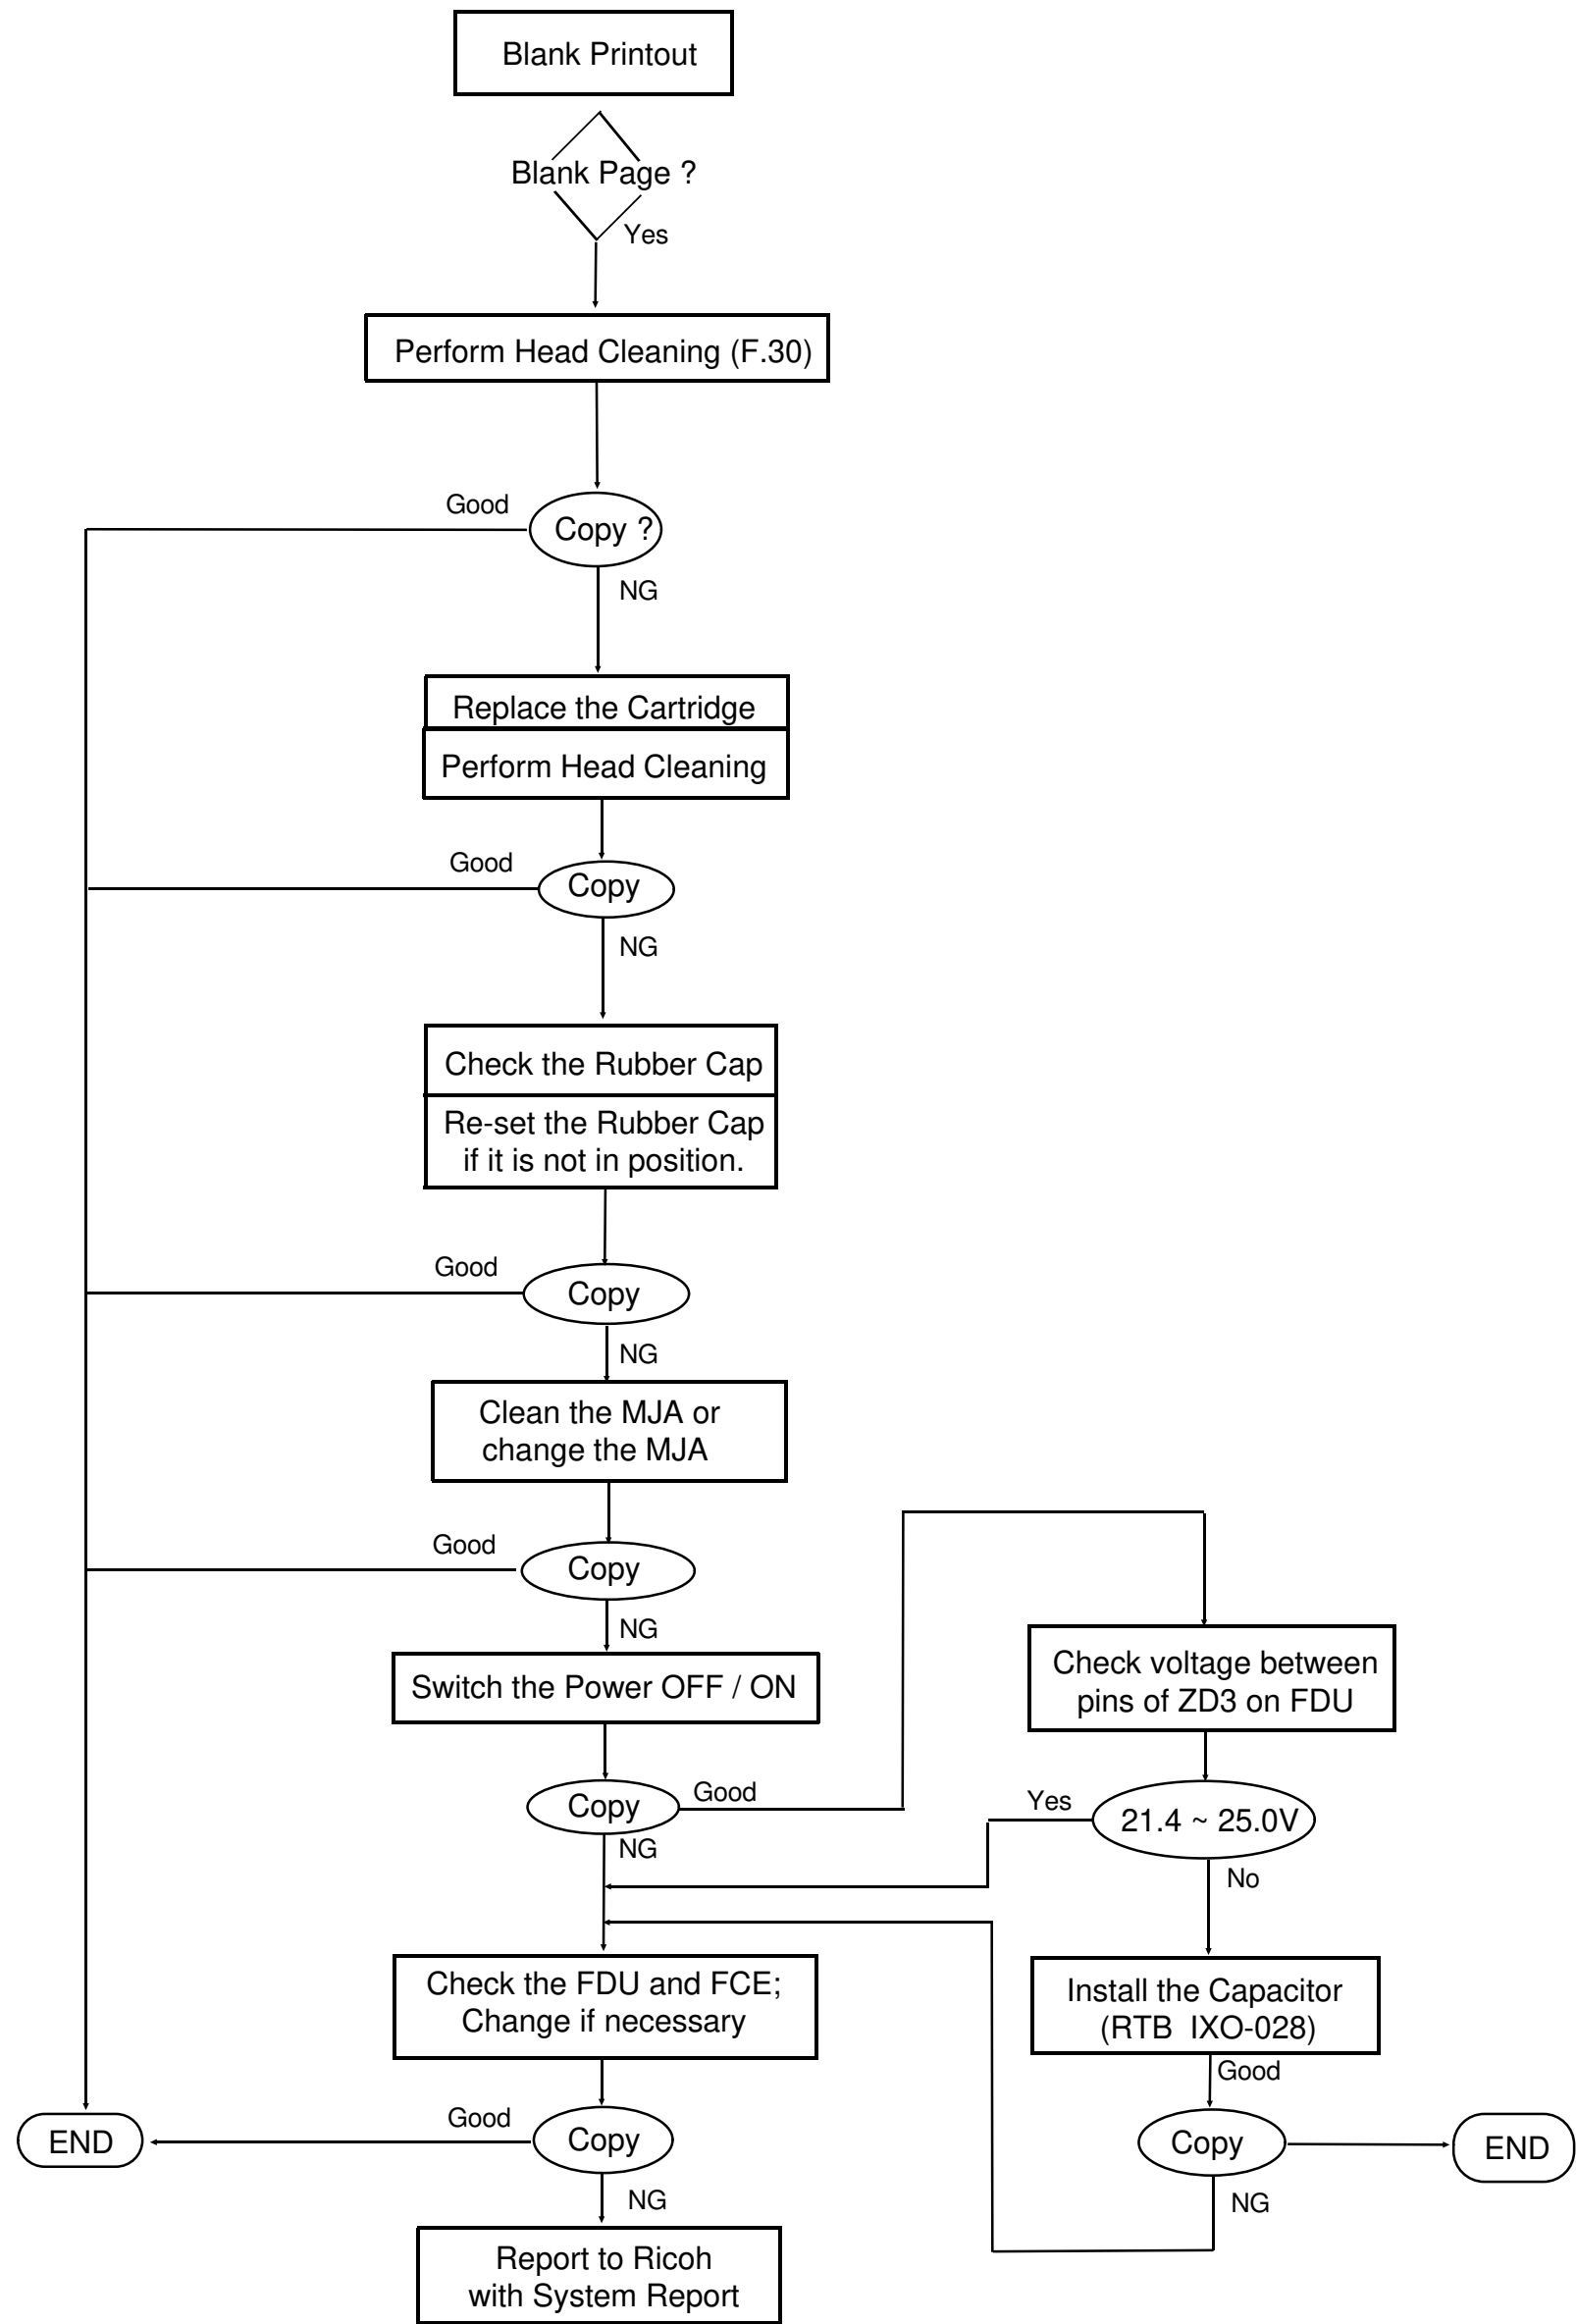 Blank Printout
Blank Page ?
Yes
Perform Head Cleaning (F.30)
Good
Copy ?
NG
Replace the Cartridge
Perform Head Cleaning
Good
Copy
NG
Check the Rubber Cap
Re-set the Rubber Cap
if it is not in position.
Good
Copy
NG
Clean the MJA or
change the MJA
Good
Copy
NG
Switch the Power OFF / ON
Copy
Good
NG
Check voltage between
pins of ZD3 on FDU
Yes
21.4 ~ 25.0V
No
Check the FDU and FCE;
Change if necessary
Install the Capacitor
(RTB IXO-028)
Good
END
Good
Copy
Copy
END
NG
NG
Report to Ricoh
with System Report